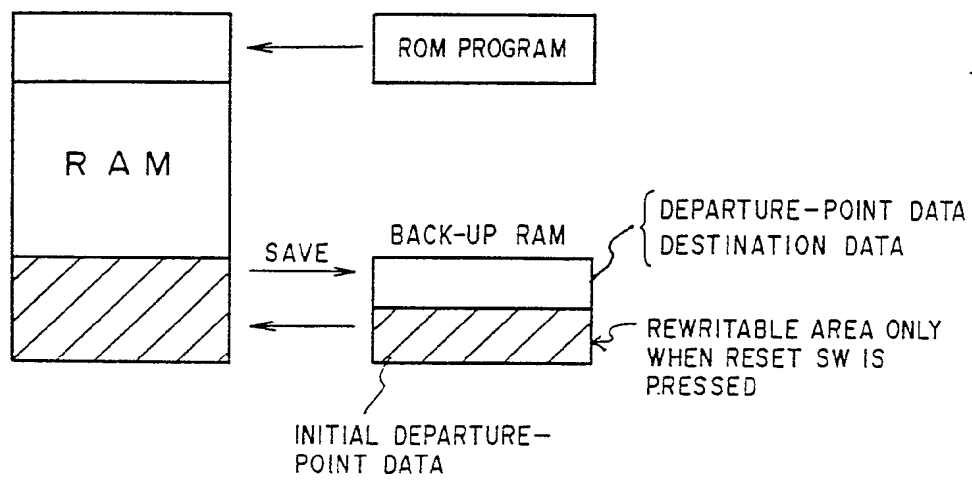 ROM PROGRAM
RAM
BACK-UP RAM
SAVE
DEPARTURE-POINT DATA
DESTINATION DATA
REWRITABLE AREA ONLY
WHEN RESET SW IS
PRESSED
INITIAL DEPARTURE-
POINT DATA